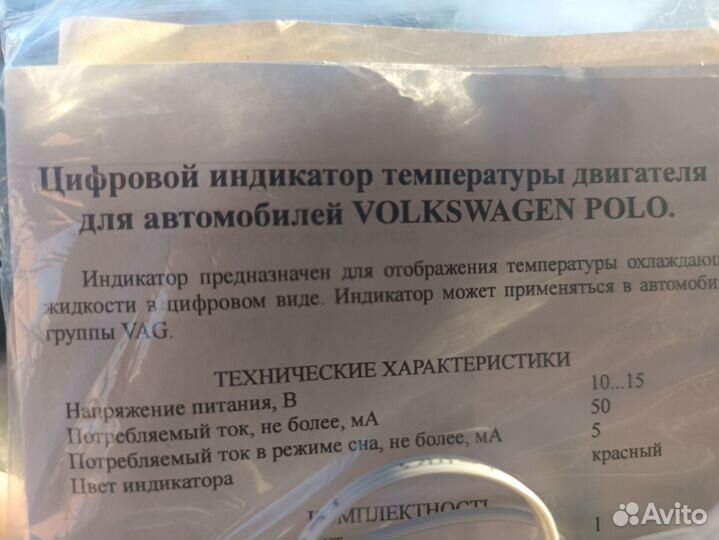 Цифровой индикатор температуры двигателя
для автомобилей VOLKSWAGEN POLO.
Индикатор предназначен для отображения температуры охлаждающ
жидкости в цифровом виде. Индикатор может применяться в автомоби
группы VAG.
ТЕХНИЧЕСКИЕ ХАРАКТЕРИСТИКИ
Напряжение питания, В 10...15
Потребляемый ток, не более, мА 50
Потребляемый ток в режиме сна, не более, мА 5
Цвет индикатора красный
КОМПЛЕКТНОСТЬ
1
Avito